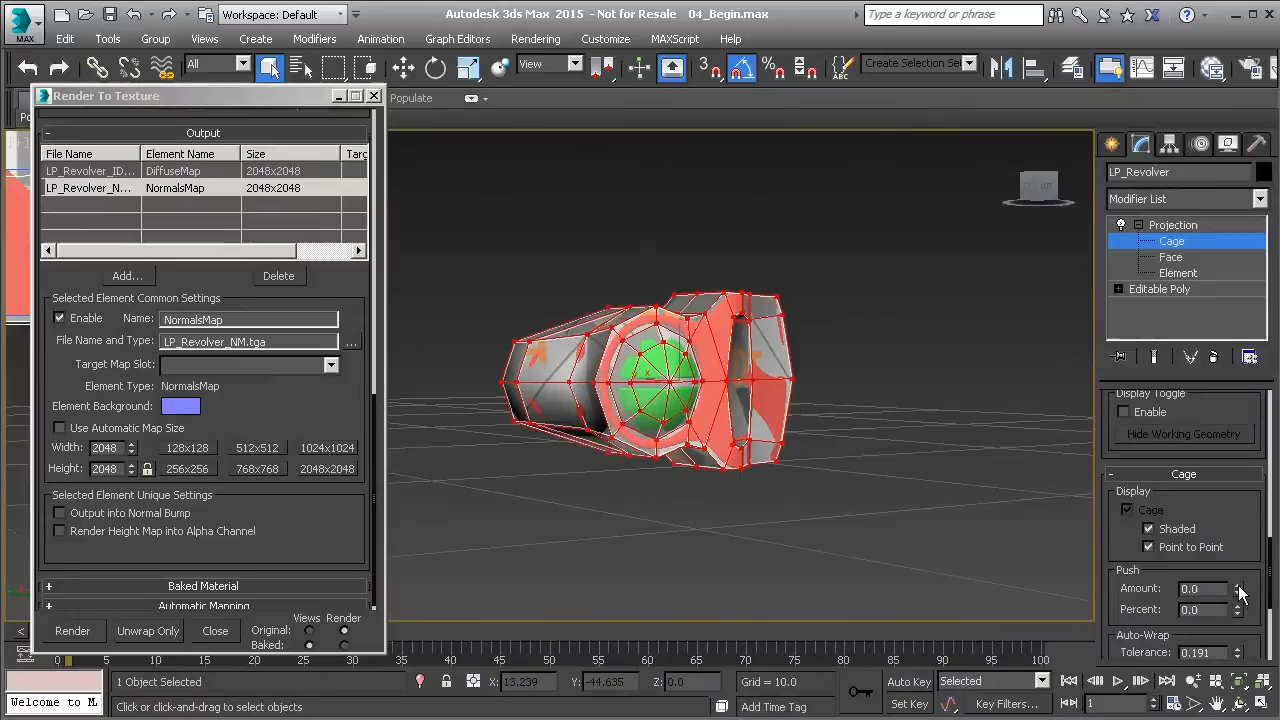 MAX
Workspace: Default
Autodesk 3ds Max 2015 - Not for Resale 04_Begin.max
Type a keyword or phrase
Edit Tools Group Views Create Modifiers Animation Graph Editors Rendering Customize MAXScript Help
All
View
Create Selection Se
Populate
Render To Texture
Output
File Name Element Name Size Targ
LP_Revolver_ID... DiffuseMap 2048x2048
LP_Revolver_N... NormalsMap 2048x2048
Add... Delete
Selected Element Common Settings
Enable Name: NormalsMap
File Name and Type: LP_Revolver_NM.tga ...
Target Map Slot:
Element Type: NormalsMap
Element Background:
Use Automatic Map Size
Width: 2048 128x128 512x512 1024x1024
Height: 2048 256x256 768x768 2048x2048
Selected Element Unique Settings
Output into Normal Bump
Render Height Map into Alpha Channel
Baked Material
Automatic Mapping
Views Render
Render Unwrap Only Close Original:
Baked:
LP_Revolver
Modifier List
Projection
Cage
Face
Element
Editable Poly
Display Toggle
Enable
Hide Working Geometry
Cage
Display
Cage
Shaded
Point to Point
Push
Amount: 0.0
Percent: 0.0
Auto-Wrap
Tolerance: 0.191
0 5 10 15 20 25 30 35 40 45 50 55 60 65 70 75 80 85 90 95 100
1 Object Selected X: 13.239 Y: -44.635 Z: 0.0 Grid = 10.0 Auto Key Selected
Welcome to M Click or click-and-drag to select objects Add Time Tag Set Key Key Filters... 1